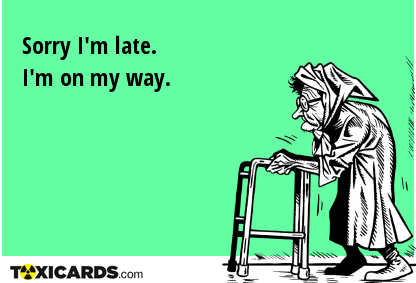 Sorry I'm late.
I'm on my way.
TOXICARDS.com